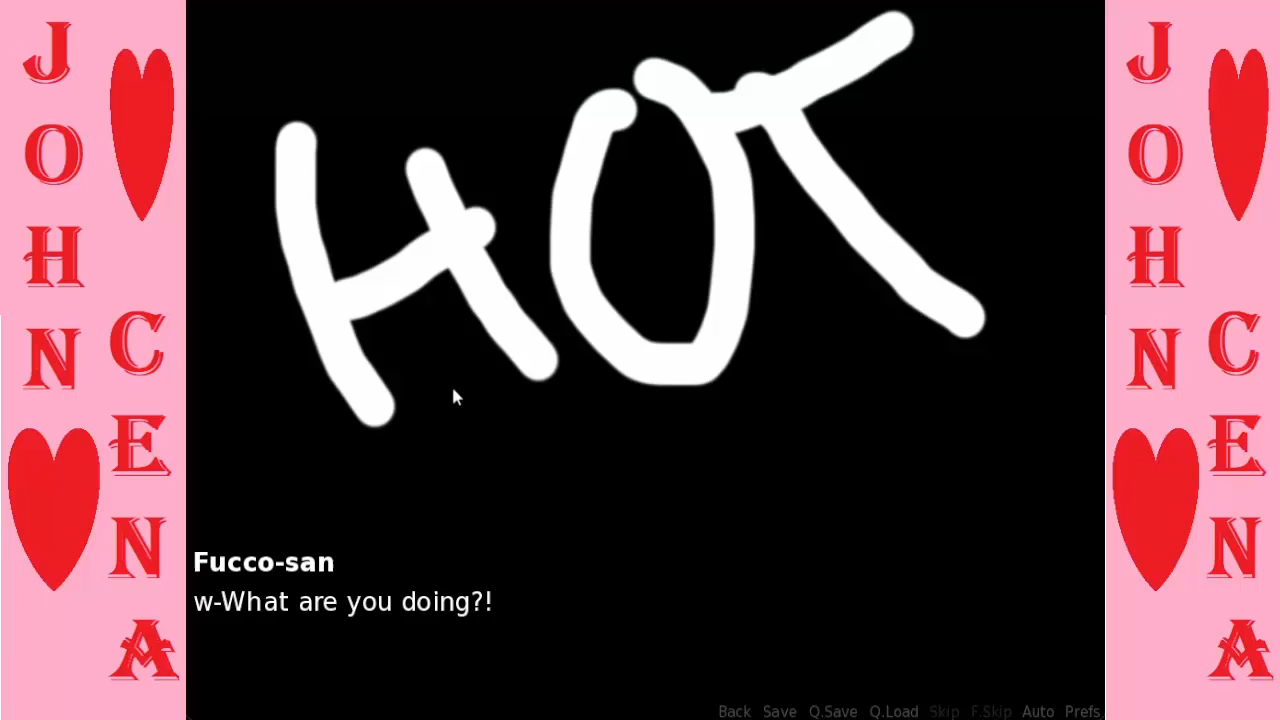 JOHN
CENA
HOT
Fucco-san
w-What are you doing?!
Back Save Q.Save Q.Load Skip F.Skip Auto Prefs
JOHN
CENA